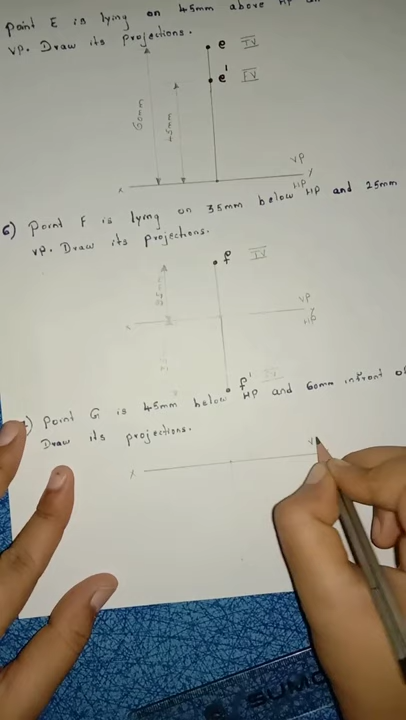 Point E is lying on 45mm above HP
VP. Draw its projections.
e TV
e' FV
60mm
45mm
VP
X Y
HP
6) Point F is lying on 35mm below HP and 25mm
VP. Draw its projections.
f TV
VP
X Y
HP
f'
Point G is 45mm below HP and 60mm infront of
Draw its projections.
X V
SUMO